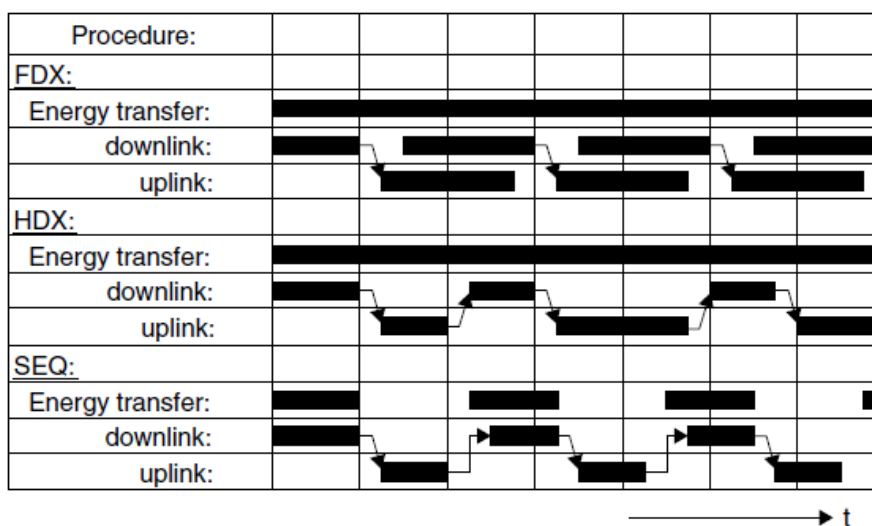 Procedure:
FDX:
Energy transfer:
downlink:
uplink:
HDX:
Energy transfer:
downlink:
uplink:
SEQ:
Energy transfer:
downlink:
uplink:
t